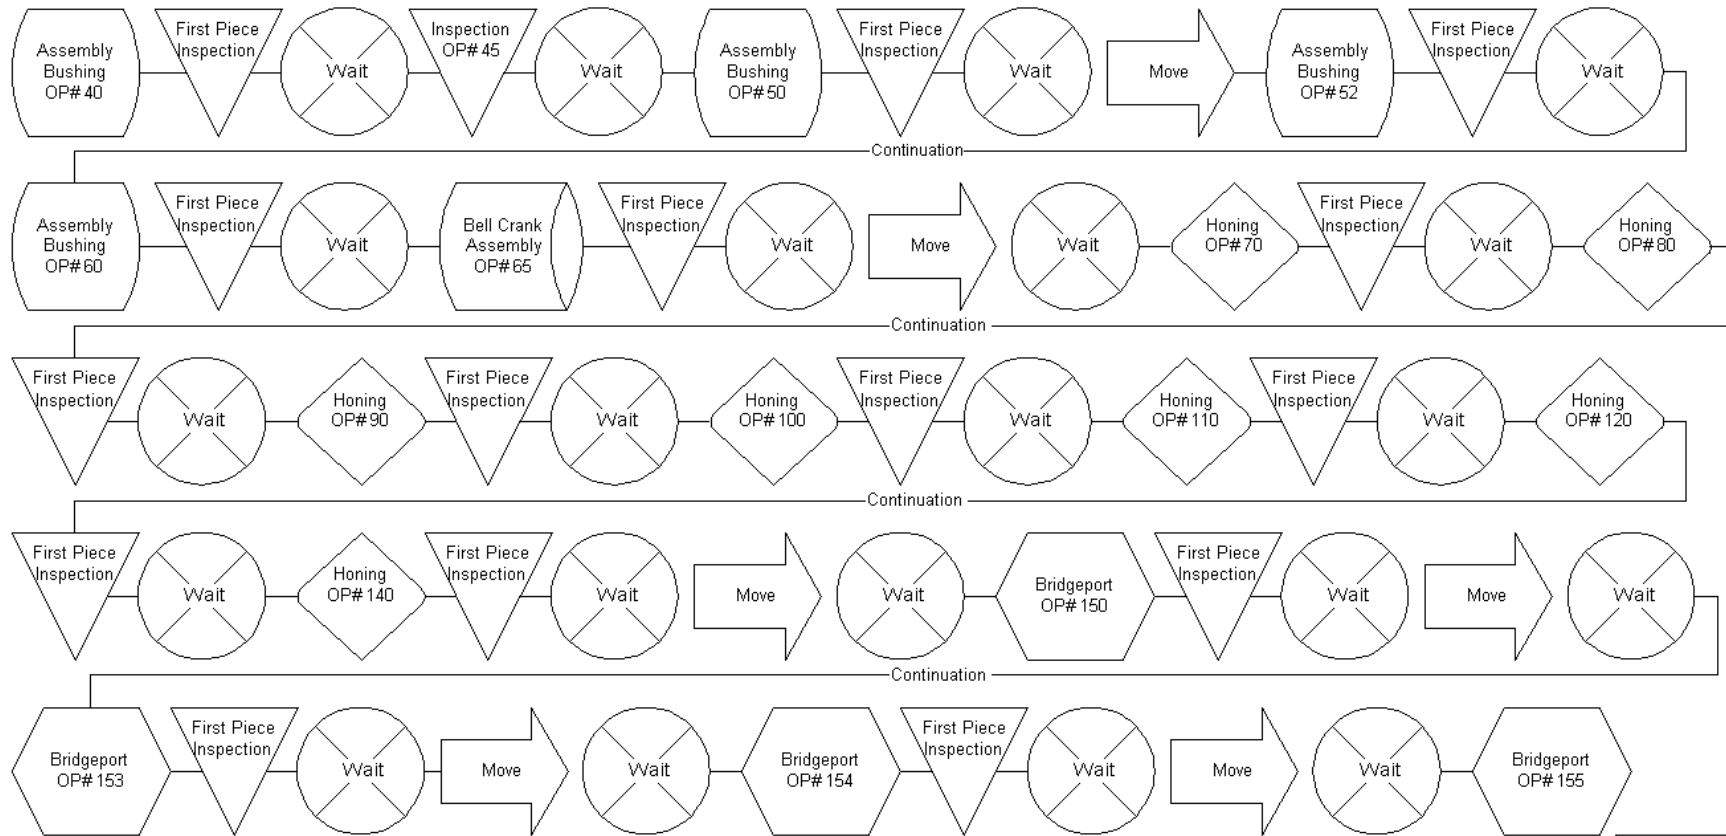 Assembly
Bushing
OP# 40
First Piece
Inspection
Wait
Inspection
OP# 45
Wait
Assembly
Bushing
OP# 50
First Piece
Inspection
Wait
Move
Assembly
Bushing
OP# 52
First Piece
Inspection
Wait
Continuation
Assembly
Bushing
OP# 60
First Piece
Inspection
Wait
Bell Crank
Assembly
OP# 65
First Piece
Inspection
Wait
Move
Wait
Honing
OP# 70
First Piece
Inspection
Wait
Honing
OP# 80
Continuation
First Piece
Inspection
Wait
Honing
OP# 90
First Piece
Inspection
Wait
Honing
OP# 100
First Piece
Inspection
Wait
Honing
OP# 110
First Piece
Inspection
Wait
Honing
OP# 120
Continuation
First Piece
Inspection
Wait
Honing
OP# 140
First Piece
Inspection
Wait
Move
Wait
Bridgeport
OP# 150
First Piece
Inspection
Wait
Move
Wait
Continuation
Bridgeport
OP# 153
First Piece
Inspection
Wait
Move
Wait
Bridgeport
OP# 154
First Piece
Inspection
Wait
Move
Wait
Bridgeport
OP# 155